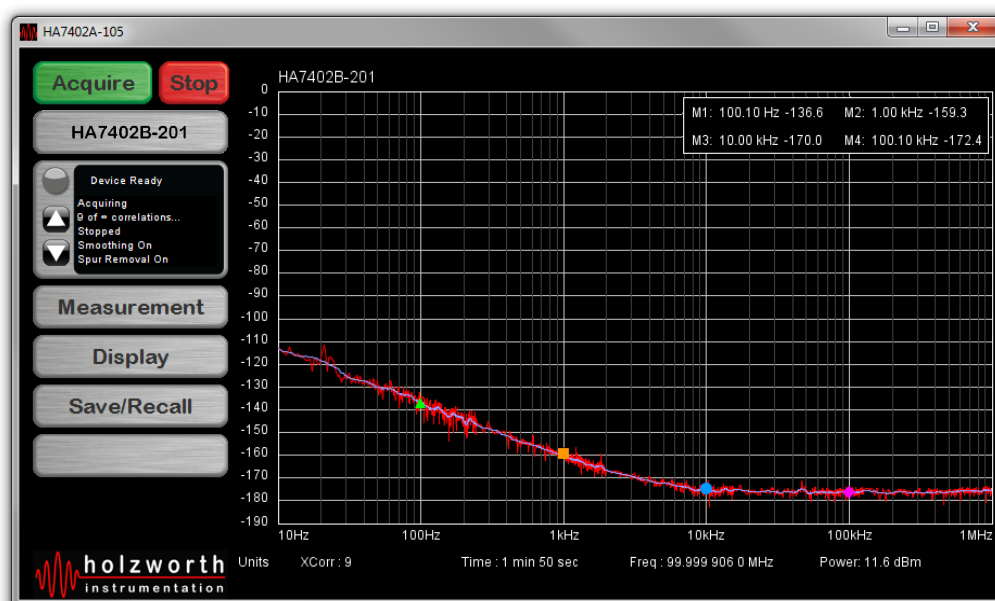 HA7402A-105
Acquire Stop
HA7402B-201
Device Ready
Acquiring
9 of ∞ correlations...
Stopped
Smoothing On
Spur Removal On
Measurement
Display
Save/Recall
holzworth
instrumentation
HA7402B-201
M1: 100.10 Hz -136.6 M2: 1.00 kHz -159.3
M3: 10.00 kHz -170.0 M4: 100.10 kHz -172.4
0
-10
-20
-30
-40
-50
-60
-70
-80
-90
-100
-110
-120
-130
-140
-150
-160
-170
-180
-190
10Hz 100Hz 1kHz 10kHz 100kHz 1MHz
Units XCorr : 9 Time : 1 min 50 sec Freq : 99.999 906 0 MHz Power: 11.6 dBm